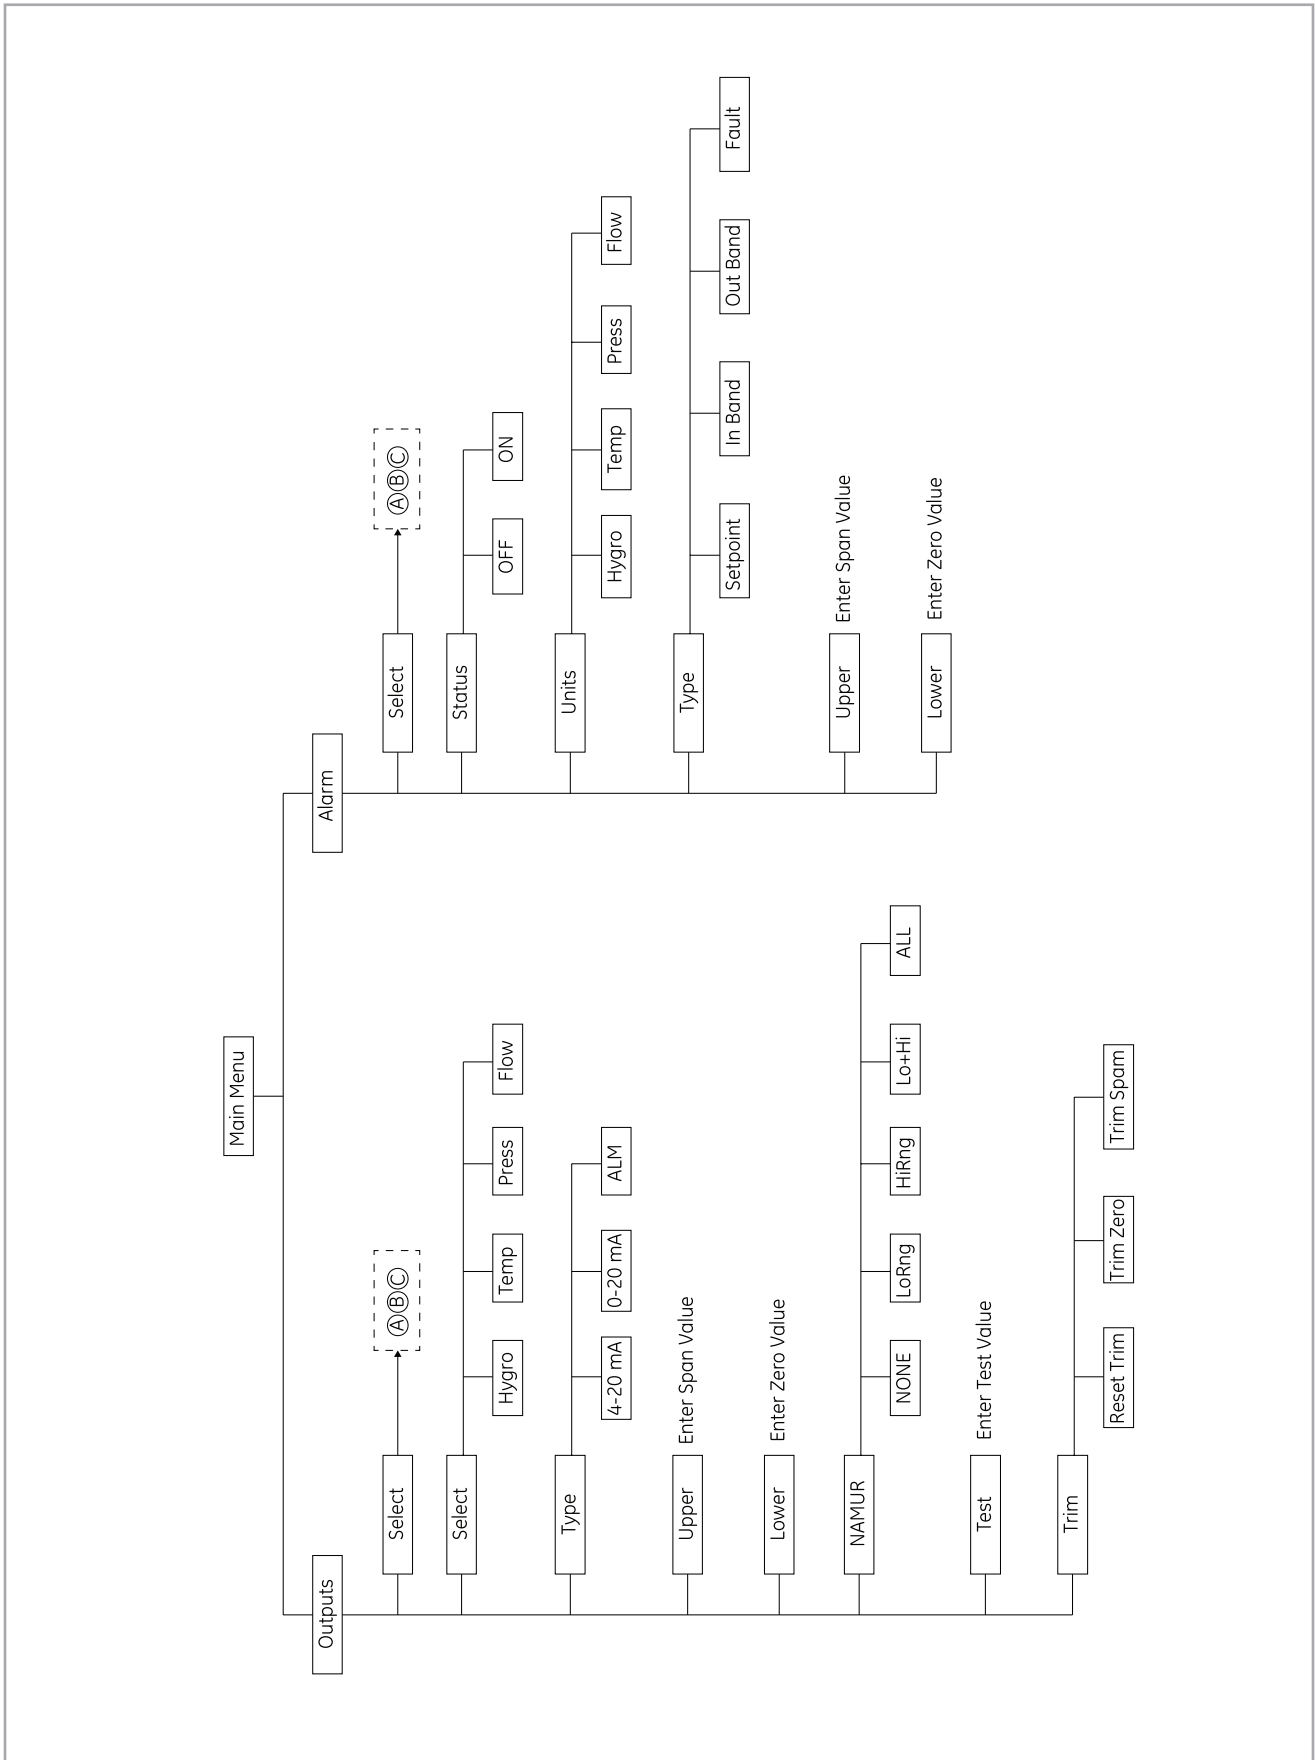 Main Menu
Outputs
Select
ⒶⒷⒸ
Select
Hygro
Temp
Press
Flow
Type
4-20 mA
0-20 mA
ALM
Upper
Enter Span Value
Lower
Enter Zero Value
NAMUR
NONE
LoRng
HiRng
Lo+Hi
ALL
Test
Enter Test Value
Trim
Reset Trim
Trim Zero
Trim Spam
Alarm
Select
ⒶⒷⒸ
Status
OFF
ON
Units
Hygro
Temp
Press
Flow
Type
Setpoint
In Band
Out Band
Fault
Upper
Enter Span Value
Lower
Enter Zero Value